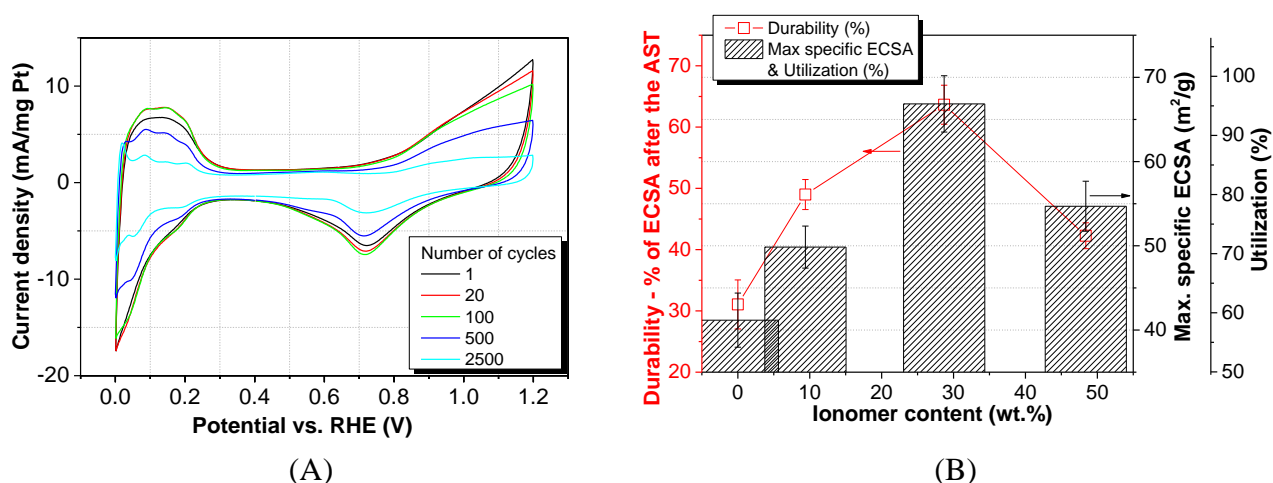 Current density (mA/mg Pt)
10
0
-10
-20
0.0 0.2 0.4 0.6 0.8 1.0 1.2
Potential vs. RHE (V)
Number of cycles
1
20
100
500
2500
(A)
Durability (%)
Max specific ECSA
& Utilization (%)
Durability - % of ECSA after the AST
70
60
50
40
30
20
0 10 20 30 40 50
Ionomer content (wt.%)
70
60
50
40
Max. specific ECSA (m²/g)
100
90
80
70
60
50
Utilization (%)
(B)